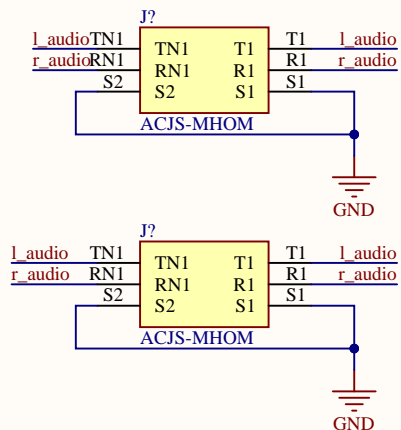 J?
l_audio TN1 TN1 T1 T1 l_audio
r_audio RN1 RN1 R1 R1 r_audio
S2 S2 S1 S1
ACJS-MHOM
GND
J?
l_audio TN1 TN1 T1 T1 l_audio
r_audio RN1 RN1 R1 R1 r_audio
S2 S2 S1 S1
ACJS-MHOM
GND